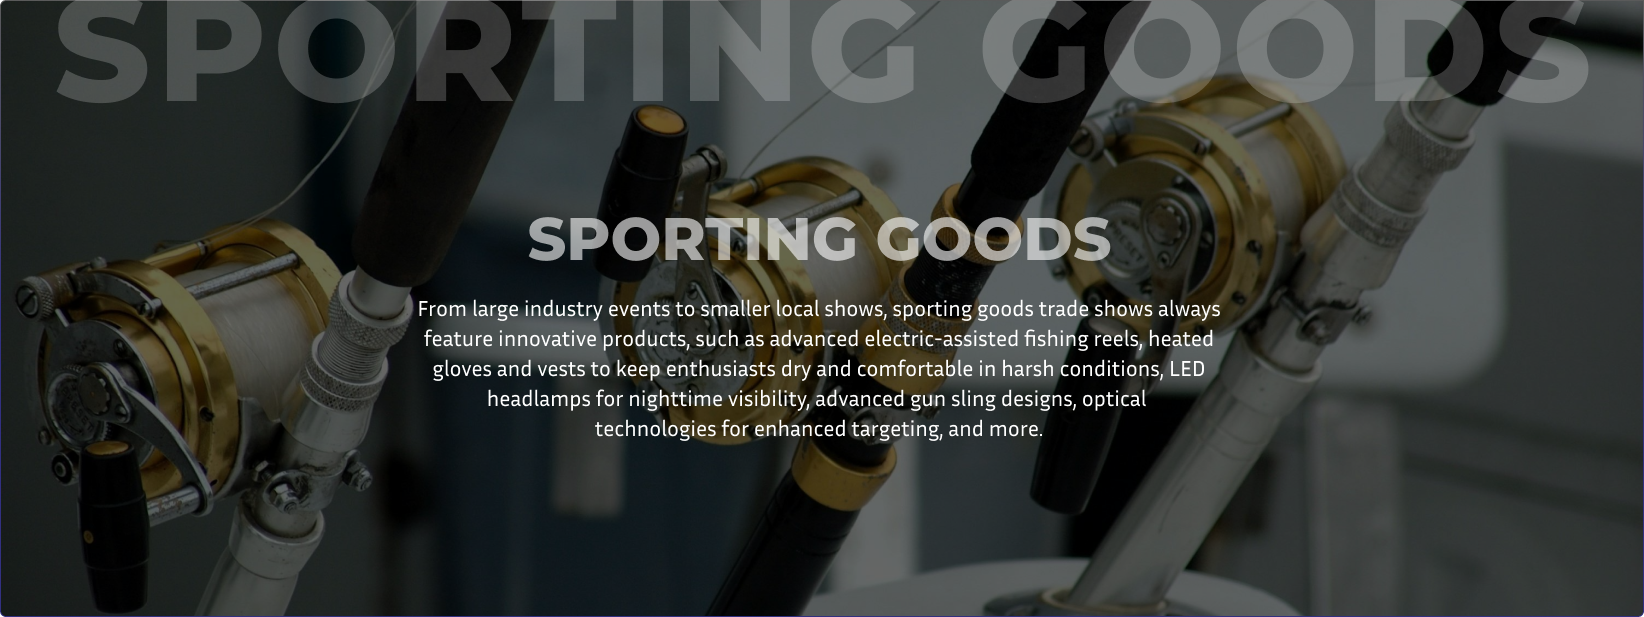 SPORTING GOODS
SPORTING GOODS
From large industry events to smaller local shows, sporting goods trade shows always
feature innovative products, such as advanced electric-assisted fishing reels, heated
gloves and vests to keep enthusiasts dry and comfortable in harsh conditions, LED
headlamps for nighttime visibility, advanced gun sling designs, optical
technologies for enhanced targeting, and more.